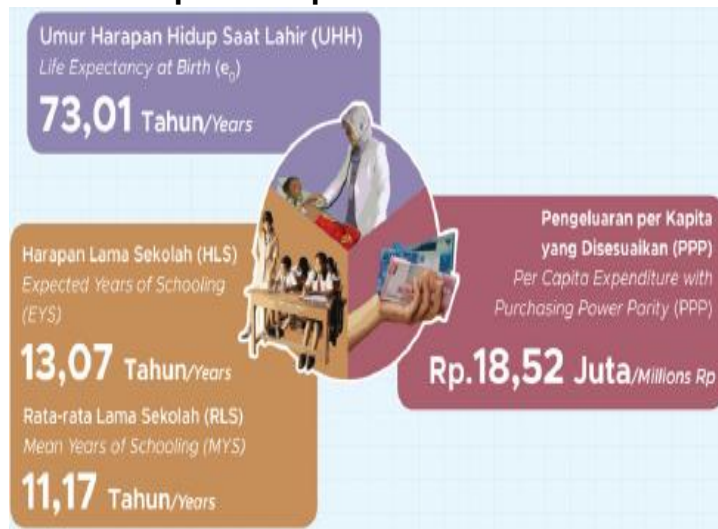 Umur Harapan Hidup Saat Lahir (UHH)
Life Expectancy at Birth (e₀)
73,01 Tahun/Years
Harapan Lama Sekolah (HLS)
Expected Years of Schooling
(EYS)
13,07 Tahun/Years
Rata-rata Lama Sekolah (RLS)
Mean Years of Schooling (MYS)
11,17 Tahun/Years
Pengeluaran per Kapita
yang Disesuaikan (PPP)
Per Capita Expenditure with
Purchasing Power Parity (PPP)
Rp.18,52 Juta/Millions Rp